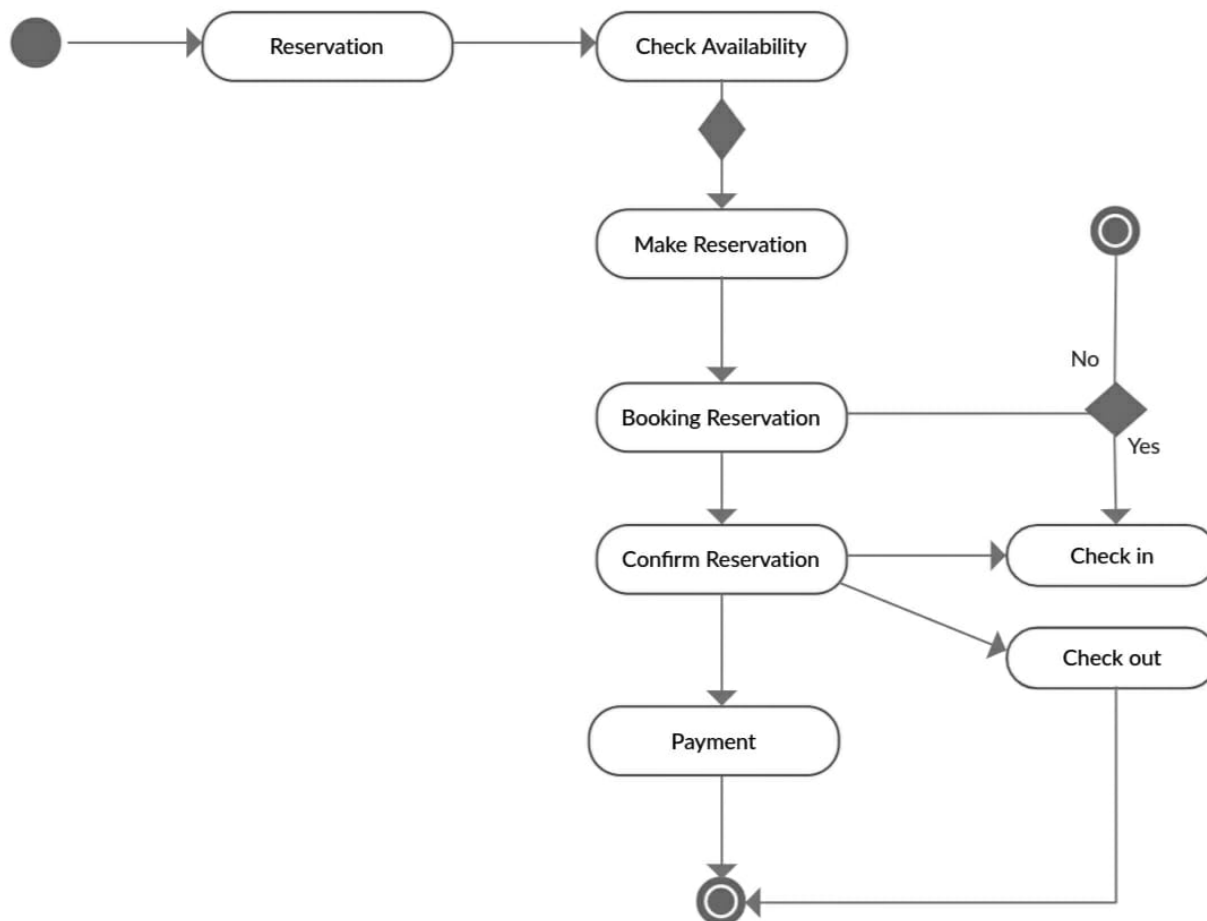 Reservation
Check Availability
Make Reservation
No
Booking Reservation
Yes
Confirm Reservation
Check in
Check out
Payment